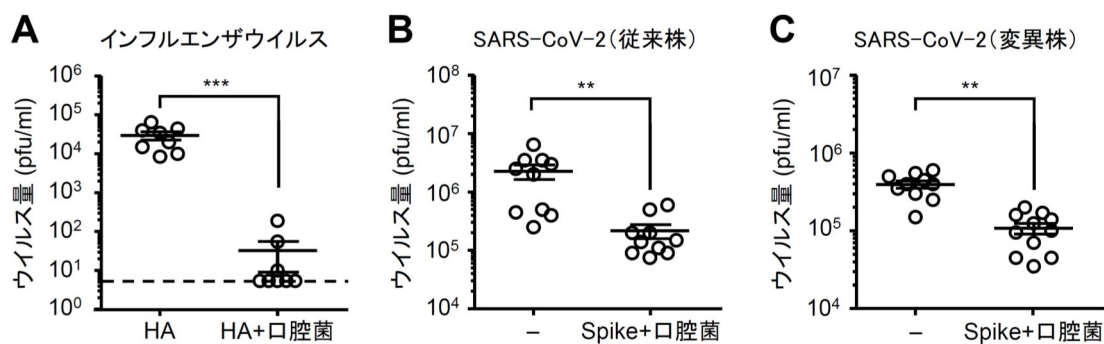 A インフルエンザウイルス
ウイルス量 (pfu/ml)
10⁶
10⁵
10⁴
10³
10²
10¹
10⁰
***
HA HA+口腔菌
B SARS-CoV-2(従来株)
ウイルス量 (pfu/ml)
10⁸
10⁷
10⁶
10⁵
10⁴
**
– Spike+口腔菌
C SARS-CoV-2(変異株)
ウイルス量 (pfu/ml)
10⁷
10⁶
10⁵
10⁴
**
– Spike+口腔菌